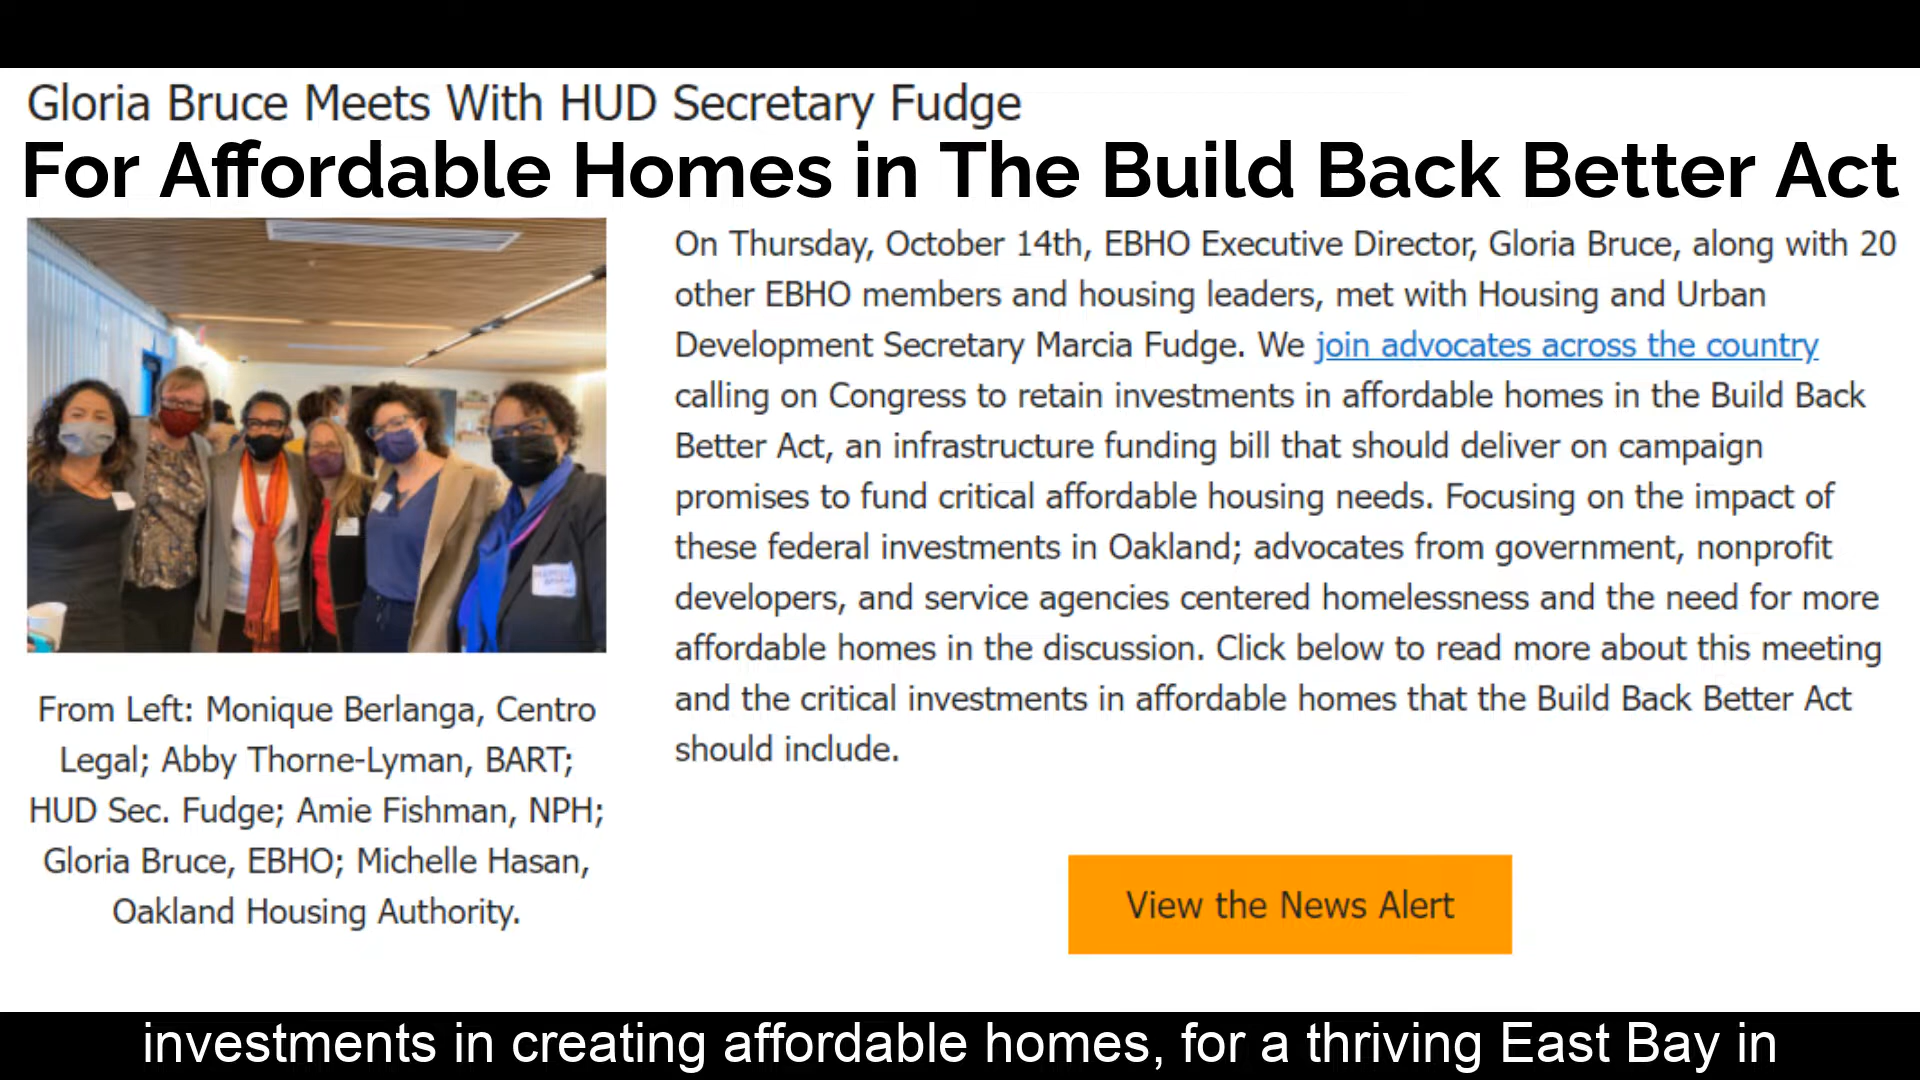 Gloria Bruce Meets With HUD Secretary Fudge
For Affordable Homes in The Build Back Better Act
On Thursday, October 14th, EBHO Executive Director, Gloria Bruce, along with 20
other EBHO members and housing leaders, met with Housing and Urban
Development Secretary Marcia Fudge. We join advocates across the country
calling on Congress to retain investments in affordable homes in the Build Back
Better Act, an infrastructure funding bill that should deliver on campaign
promises to fund critical affordable housing needs. Focusing on the impact of
these federal investments in Oakland; advocates from government, nonprofit
developers, and service agencies centered homelessness and the need for more
affordable homes in the discussion. Click below to read more about this meeting
and the critical investments in affordable homes that the Build Back Better Act
should include.
From Left: Monique Berlanga, Centro
Legal; Abby Thorne-Lyman, BART;
HUD Sec. Fudge; Amie Fishman, NPH;
Gloria Bruce, EBHO; Michelle Hasan,
Oakland Housing Authority.
View the News Alert
investments in creating affordable homes, for a thriving East Bay in